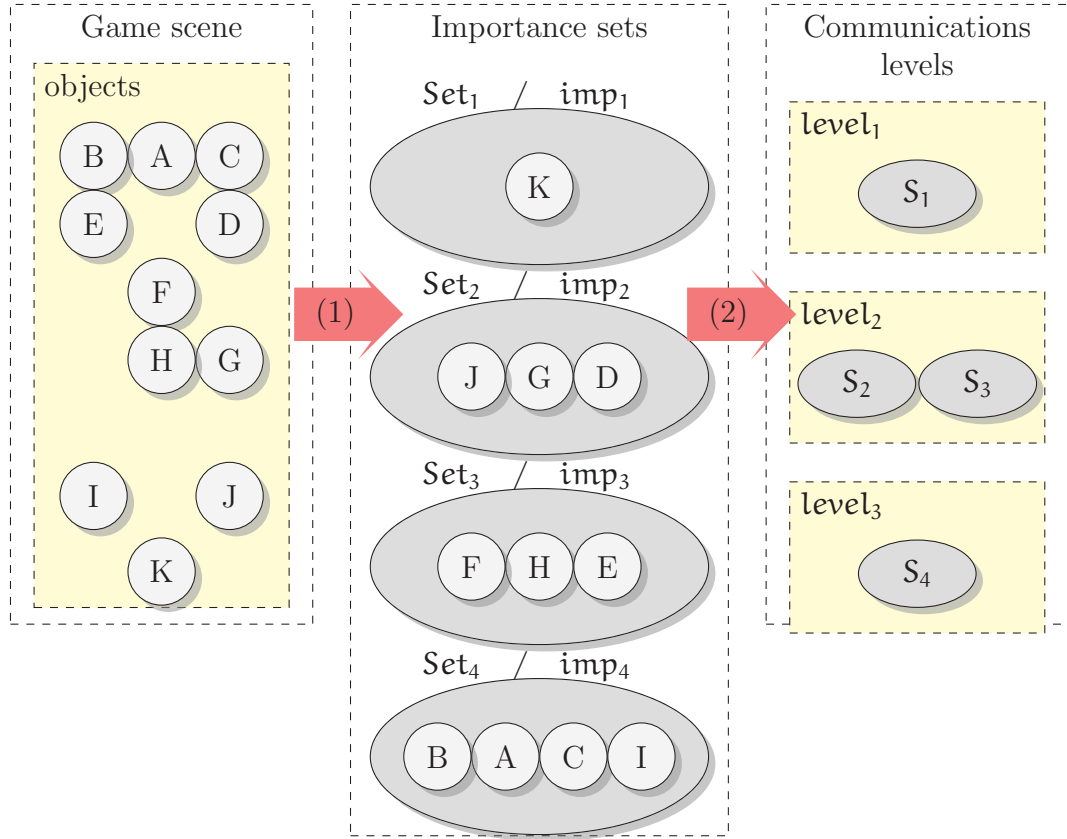 Game scene
objects
B A C
E D
F
H G
I J
K
(1)
Importance sets
Set₁ / imp₁
K
Set₂ / imp₂
J G D
Set₃ / imp₃
F H E
Set₄ / imp₄
B A C I
(2)
Communications
levels
level₁
S₁
level₂
S₂ S₃
level₃
S₄